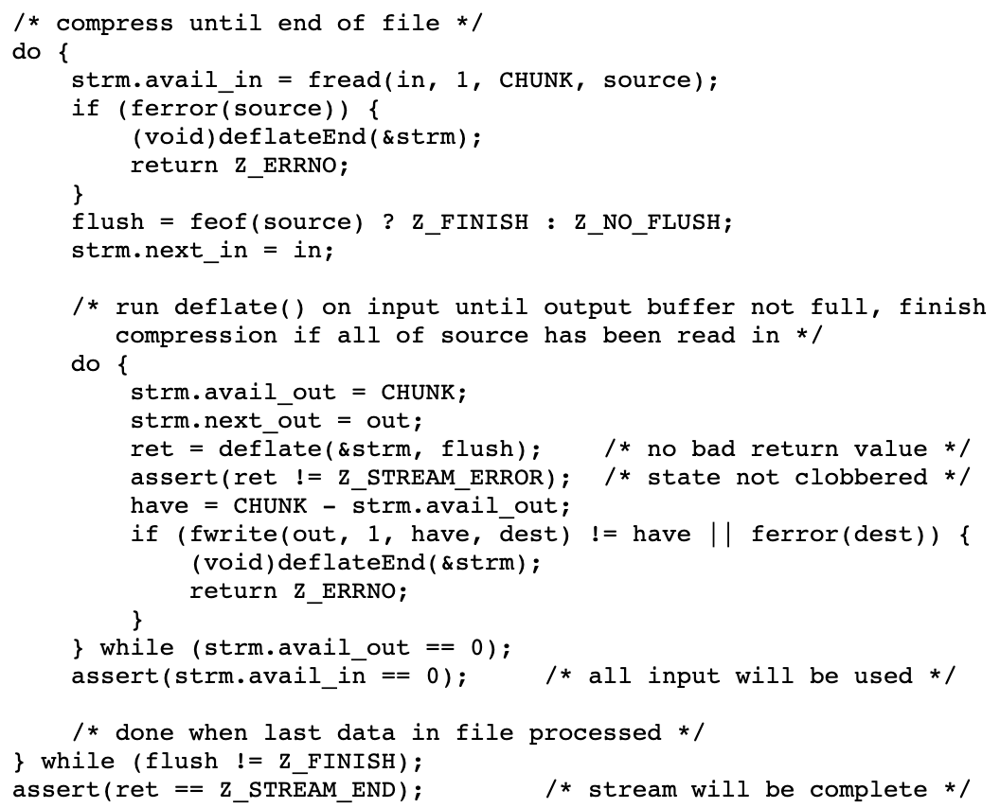 /* compress until end of file */
do {
    strm.avail_in = fread(in, 1, CHUNK, source);
    if (ferror(source)) {
        (void)deflateEnd(&strm);
        return Z_ERRNO;
    }
    flush = feof(source) ? Z_FINISH : Z_NO_FLUSH;
    strm.next_in = in;

    /* run deflate() on input until output buffer not full, finish
       compression if all of source has been read in */
    do {
        strm.avail_out = CHUNK;
        strm.next_out = out;
        ret = deflate(&strm, flush);    /* no bad return value */
        assert(ret != Z_STREAM_ERROR);  /* state not clobbered */
        have = CHUNK - strm.avail_out;
        if (fwrite(out, 1, have, dest) != have || ferror(dest)) {
            (void)deflateEnd(&strm);
            return Z_ERRNO;
        }
    } while (strm.avail_out == 0);
    assert(strm.avail_in == 0);     /* all input will be used */

    /* done when last data in file processed */
} while (flush != Z_FINISH);
assert(ret == Z_STREAM_END);        /* stream will be complete */